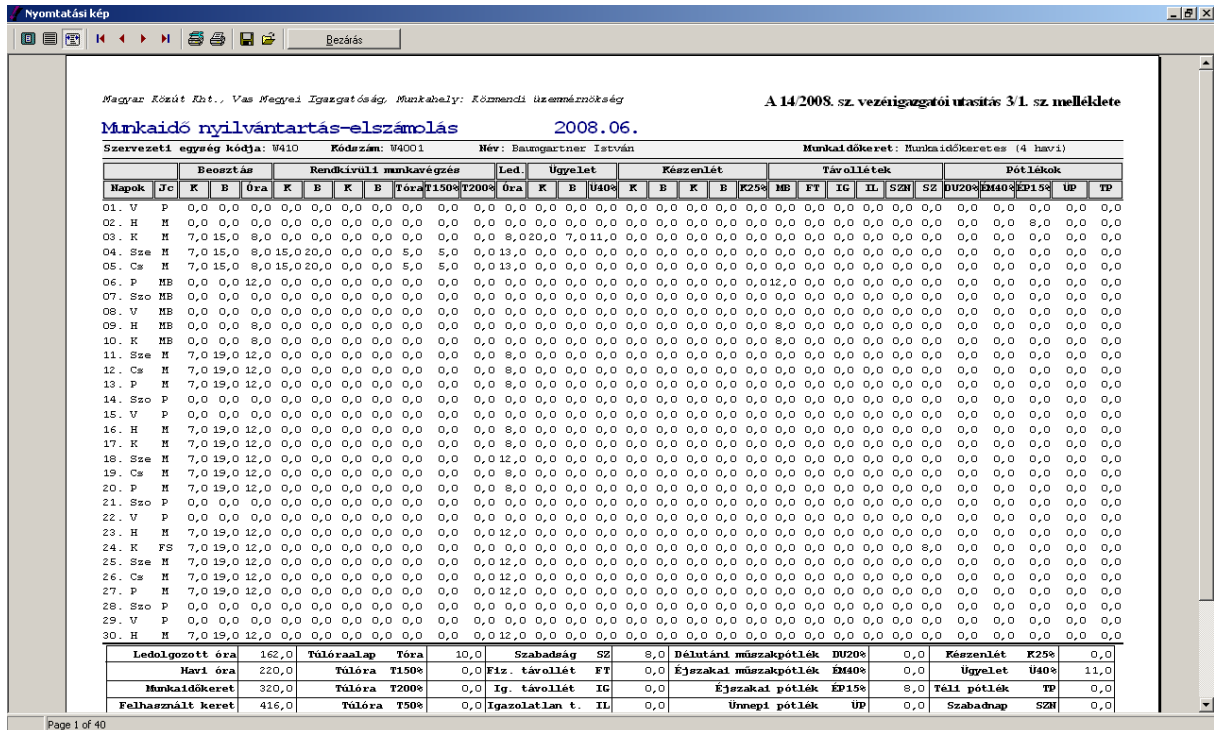 Nyomtatási kép
Bezárás
Magyar Közút Kht., Vas Megyei Igazgatóság, Munkahely: Körmendi üzemmérnökség A 14/2008. sz. vezérigazgatói utasítás 3/1. sz. melléklete
Munkaidő nyilvántartás-elszámolás 2008.06.
Szervezeti egység kódja: W410 Kódszám: W4001 Név: Baumgartner István Munkaidőkeret: Munkaidőkeretes (4 havi)
Beosztás Rendkívüli munkavégzés Led. Ügyelet Készenlét Távollétek Pótlékok
Napok Jc K B Óra K B K B Tóra T150% T200% Óra K B Ü40% K B K B K25% MB FT IG IL SZN SZ DU20% ÉM40% ÉP15% ÜP TP
01. V P 0,0 0,0 0,0 0,0 0,0 0,0 0,0 0,0 0,0 0,0 0,0 0,0 0,0 0,0 0,0 0,0 0,0 0,0 0,0 0,0 0,0 0,0 0,0 0,0 0,0 0,0 0,0 0,0 0,0 0,0
02. H M 0,0 0,0 0,0 0,0 0,0 0,0 0,0 0,0 0,0 0,0 0,0 0,0 0,0 0,0 0,0 0,0 0,0 0,0 0,0 0,0 0,0 0,0 0,0 0,0 0,0 0,0 0,0 8,0 0,0 0,0
03. K M 7,0 15,0 8,0 0,0 0,0 0,0 0,0 0,0 0,0 0,0 8,0 20,0 7,0 11,0 0,0 0,0 0,0 0,0 0,0 0,0 0,0 0,0 0,0 0,0 0,0 0,0 0,0 0,0 0,0 0,0
04. Sze M 7,0 15,0 8,0 15,0 20,0 0,0 0,0 5,0 5,0 0,0 13,0 0,0 0,0 0,0 0,0 0,0 0,0 0,0 0,0 0,0 0,0 0,0 0,0 0,0 0,0 0,0 0,0 0,0 0,0 0,0
05. Cs M 7,0 15,0 8,0 15,0 20,0 0,0 0,0 5,0 5,0 0,0 13,0 0,0 0,0 0,0 0,0 0,0 0,0 0,0 0,0 0,0 0,0 0,0 0,0 0,0 0,0 0,0 0,0 0,0 0,0 0,0
06. P MB 0,0 0,0 12,0 0,0 0,0 0,0 0,0 0,0 0,0 0,0 0,0 0,0 0,0 0,0 0,0 0,0 0,0 0,0 0,0 12,0 0,0 0,0 0,0 0,0 0,0 0,0 0,0 0,0 0,0 0,0
07. Szo MB 0,0 0,0 0,0 0,0 0,0 0,0 0,0 0,0 0,0 0,0 0,0 0,0 0,0 0,0 0,0 0,0 0,0 0,0 0,0 0,0 0,0 0,0 0,0 0,0 0,0 0,0 0,0 0,0 0,0 0,0
08. V MB 0,0 0,0 0,0 0,0 0,0 0,0 0,0 0,0 0,0 0,0 0,0 0,0 0,0 0,0 0,0 0,0 0,0 0,0 0,0 0,0 0,0 0,0 0,0 0,0 0,0 0,0 0,0 0,0 0,0 0,0
09. H MB 0,0 0,0 8,0 0,0 0,0 0,0 0,0 0,0 0,0 0,0 0,0 0,0 0,0 0,0 0,0 0,0 0,0 0,0 0,0 8,0 0,0 0,0 0,0 0,0 0,0 0,0 0,0 0,0 0,0 0,0
10. K MB 0,0 0,0 8,0 0,0 0,0 0,0 0,0 0,0 0,0 0,0 0,0 0,0 0,0 0,0 0,0 0,0 0,0 0,0 0,0 8,0 0,0 0,0 0,0 0,0 0,0 0,0 0,0 0,0 0,0 0,0
11. Sze M 7,0 19,0 12,0 0,0 0,0 0,0 0,0 0,0 0,0 0,0 8,0 0,0 0,0 0,0 0,0 0,0 0,0 0,0 0,0 0,0 0,0 0,0 0,0 0,0 0,0 0,0 0,0 0,0 0,0 0,0
12. Cs M 7,0 19,0 12,0 0,0 0,0 0,0 0,0 0,0 0,0 0,0 8,0 0,0 0,0 0,0 0,0 0,0 0,0 0,0 0,0 0,0 0,0 0,0 0,0 0,0 0,0 0,0 0,0 0,0 0,0 0,0
13. P M 7,0 19,0 12,0 0,0 0,0 0,0 0,0 0,0 0,0 0,0 8,0 0,0 0,0 0,0 0,0 0,0 0,0 0,0 0,0 0,0 0,0 0,0 0,0 0,0 0,0 0,0 0,0 0,0 0,0 0,0
14. Szo P 0,0 0,0 0,0 0,0 0,0 0,0 0,0 0,0 0,0 0,0 0,0 0,0 0,0 0,0 0,0 0,0 0,0 0,0 0,0 0,0 0,0 0,0 0,0 0,0 0,0 0,0 0,0 0,0 0,0 0,0
15. V P 0,0 0,0 0,0 0,0 0,0 0,0 0,0 0,0 0,0 0,0 0,0 0,0 0,0 0,0 0,0 0,0 0,0 0,0 0,0 0,0 0,0 0,0 0,0 0,0 0,0 0,0 0,0 0,0 0,0 0,0
16. H M 7,0 19,0 12,0 0,0 0,0 0,0 0,0 0,0 0,0 0,0 8,0 0,0 0,0 0,0 0,0 0,0 0,0 0,0 0,0 0,0 0,0 0,0 0,0 0,0 0,0 0,0 0,0 0,0 0,0 0,0
17. K M 7,0 19,0 12,0 0,0 0,0 0,0 0,0 0,0 0,0 0,0 8,0 0,0 0,0 0,0 0,0 0,0 0,0 0,0 0,0 0,0 0,0 0,0 0,0 0,0 0,0 0,0 0,0 0,0 0,0 0,0
18. Sze M 7,0 19,0 12,0 0,0 0,0 0,0 0,0 0,0 0,0 0,0 12,0 0,0 0,0 0,0 0,0 0,0 0,0 0,0 0,0 0,0 0,0 0,0 0,0 0,0 0,0 0,0 0,0 0,0 0,0 0,0
19. Cs M 7,0 19,0 12,0 0,0 0,0 0,0 0,0 0,0 0,0 0,0 8,0 0,0 0,0 0,0 0,0 0,0 0,0 0,0 0,0 0,0 0,0 0,0 0,0 0,0 0,0 0,0 0,0 0,0 0,0 0,0
20. P M 7,0 19,0 12,0 0,0 0,0 0,0 0,0 0,0 0,0 0,0 8,0 0,0 0,0 0,0 0,0 0,0 0,0 0,0 0,0 0,0 0,0 0,0 0,0 0,0 0,0 0,0 0,0 0,0 0,0 0,0
21. Szo P 0,0 0,0 0,0 0,0 0,0 0,0 0,0 0,0 0,0 0,0 0,0 0,0 0,0 0,0 0,0 0,0 0,0 0,0 0,0 0,0 0,0 0,0 0,0 0,0 0,0 0,0 0,0 0,0 0,0 0,0
22. V P 0,0 0,0 0,0 0,0 0,0 0,0 0,0 0,0 0,0 0,0 0,0 0,0 0,0 0,0 0,0 0,0 0,0 0,0 0,0 0,0 0,0 0,0 0,0 0,0 0,0 0,0 0,0 0,0 0,0 0,0
23. H M 7,0 19,0 12,0 0,0 0,0 0,0 0,0 0,0 0,0 0,0 12,0 0,0 0,0 0,0 0,0 0,0 0,0 0,0 0,0 0,0 0,0 0,0 0,0 0,0 0,0 0,0 0,0 0,0 0,0 0,0
24. K FS 7,0 19,0 12,0 0,0 0,0 0,0 0,0 0,0 0,0 0,0 0,0 0,0 0,0 0,0 0,0 0,0 0,0 0,0 0,0 0,0 0,0 0,0 0,0 0,0 8,0 0,0 0,0 0,0 0,0 0,0
25. Sze M 7,0 19,0 12,0 0,0 0,0 0,0 0,0 0,0 0,0 0,0 12,0 0,0 0,0 0,0 0,0 0,0 0,0 0,0 0,0 0,0 0,0 0,0 0,0 0,0 0,0 0,0 0,0 0,0 0,0 0,0
26. Cs M 7,0 19,0 12,0 0,0 0,0 0,0 0,0 0,0 0,0 0,0 12,0 0,0 0,0 0,0 0,0 0,0 0,0 0,0 0,0 0,0 0,0 0,0 0,0 0,0 0,0 0,0 0,0 0,0 0,0 0,0
27. P M 7,0 19,0 12,0 0,0 0,0 0,0 0,0 0,0 0,0 0,0 12,0 0,0 0,0 0,0 0,0 0,0 0,0 0,0 0,0 0,0 0,0 0,0 0,0 0,0 0,0 0,0 0,0 0,0 0,0 0,0
28. Szo P 0,0 0,0 0,0 0,0 0,0 0,0 0,0 0,0 0,0 0,0 0,0 0,0 0,0 0,0 0,0 0,0 0,0 0,0 0,0 0,0 0,0 0,0 0,0 0,0 0,0 0,0 0,0 0,0 0,0 0,0
29. V P 0,0 0,0 0,0 0,0 0,0 0,0 0,0 0,0 0,0 0,0 0,0 0,0 0,0 0,0 0,0 0,0 0,0 0,0 0,0 0,0 0,0 0,0 0,0 0,0 0,0 0,0 0,0 0,0 0,0 0,0
30. H M 7,0 19,0 12,0 0,0 0,0 0,0 0,0 0,0 0,0 0,0 12,0 0,0 0,0 0,0 0,0 0,0 0,0 0,0 0,0 0,0 0,0 0,0 0,0 0,0 0,0 0,0 0,0 0,0 0,0 0,0
Ledolgozott óra 162,0 Túlóraalap Tóra 10,0 Szabadság SZ 8,0 Délutáni műszakpótlék DU20% 0,0 Készenlét K25% 0,0
Havi óra 220,0 Túlóra T150% 0,0 Fiz. távollét FT 0,0 Éjszakai műszakpótlék ÉM40% 0,0 Ügyelet Ü40% 11,0
Munkaidőkeret 320,0 Túlóra T200% 0,0 Ig. távollét IG 0,0 Éjszakai pótlék ÉP15% 8,0 Téli pótlék TP 0,0
Felhasznált keret 416,0 Túlóra T50% 0,0 Igazolatlan t. IL 0,0 Ünnepi pótlék ÜP 0,0 Szabadnap SZN 0,0
Page 1 of 40